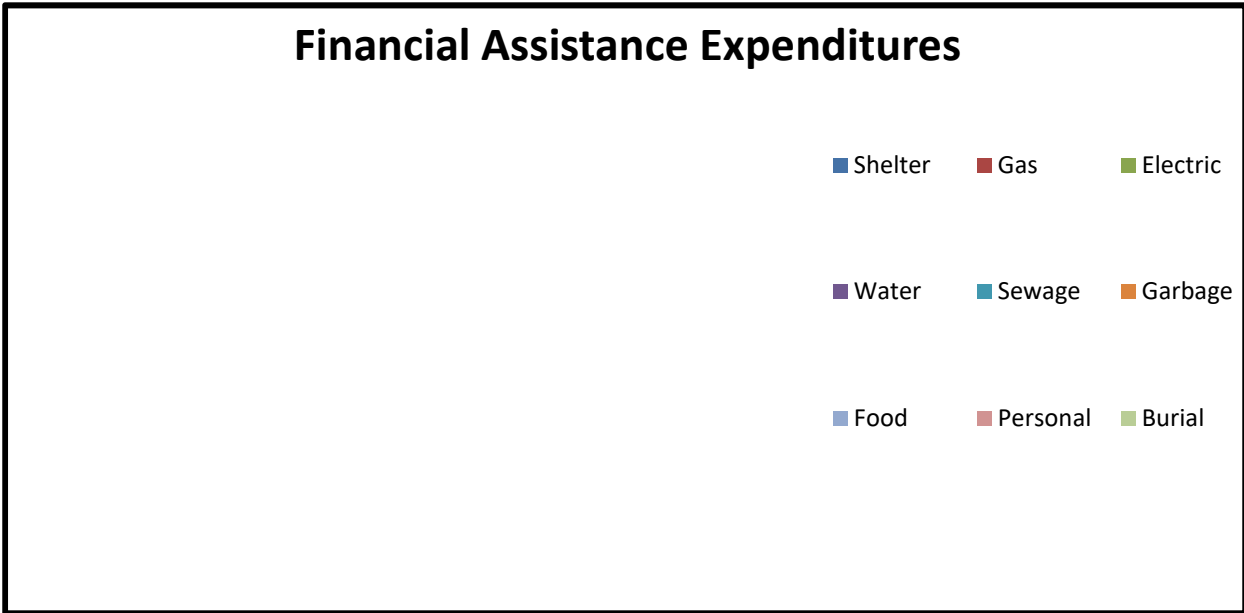 Financial Assistance Expenditures
Shelter Gas Electric
Water Sewage Garbage
Food Personal Burial